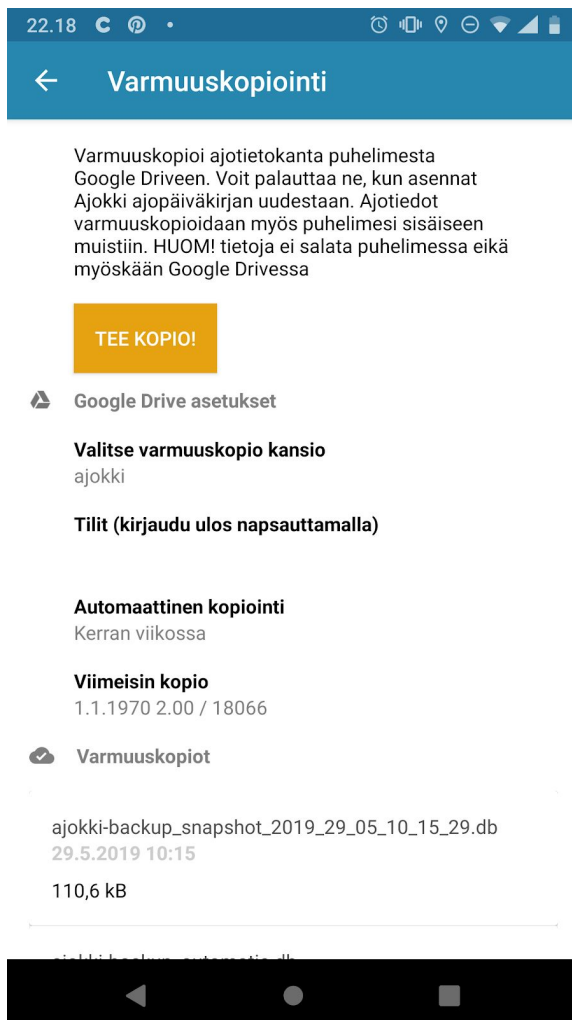 22.18
Varmuuskopiointi
Varmuuskopioi ajotietokanta puhelimesta
Google Driveen. Voit palauttaa ne, kun asennat
Ajokki ajopäiväkirjan uudestaan. Ajotiedot
varmuuskopioidaan myös puhelimesi sisäiseen
muistiin. HUOM! tietoja ei salata puhelimessa eikä
myöskään Google Drivessa
TEE KOPIO!
Google Drive asetukset
Valitse varmuuskopio kansio
ajokki
Tilit (kirjaudu ulos napsauttamalla)
Automaattinen kopiointi
Kerran viikossa
Viimeisin kopio
1.1.1970 2.00 / 18066
Varmuuskopiot
ajokki-backup_snapshot_2019_29_05_10_15_29.db
29.5.2019 10:15
110,6 kB